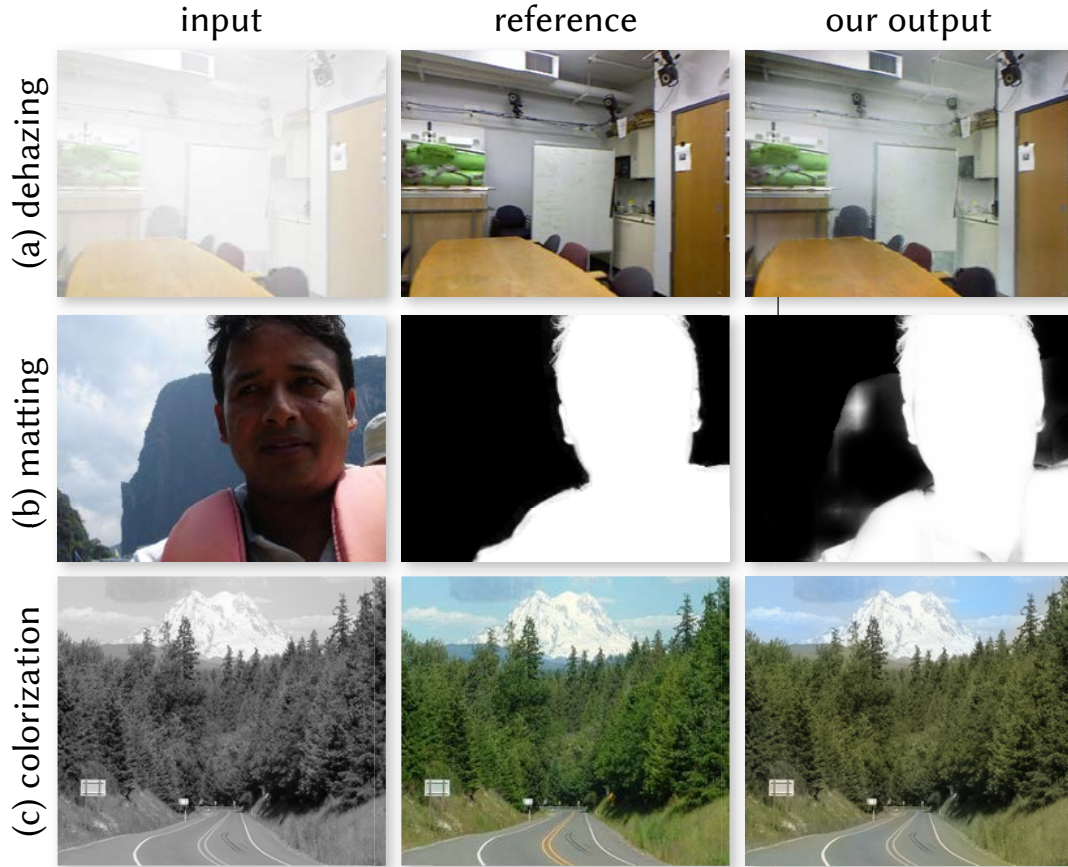 input
reference
our output
(a) dehazing
(b) matting
(c) colorization